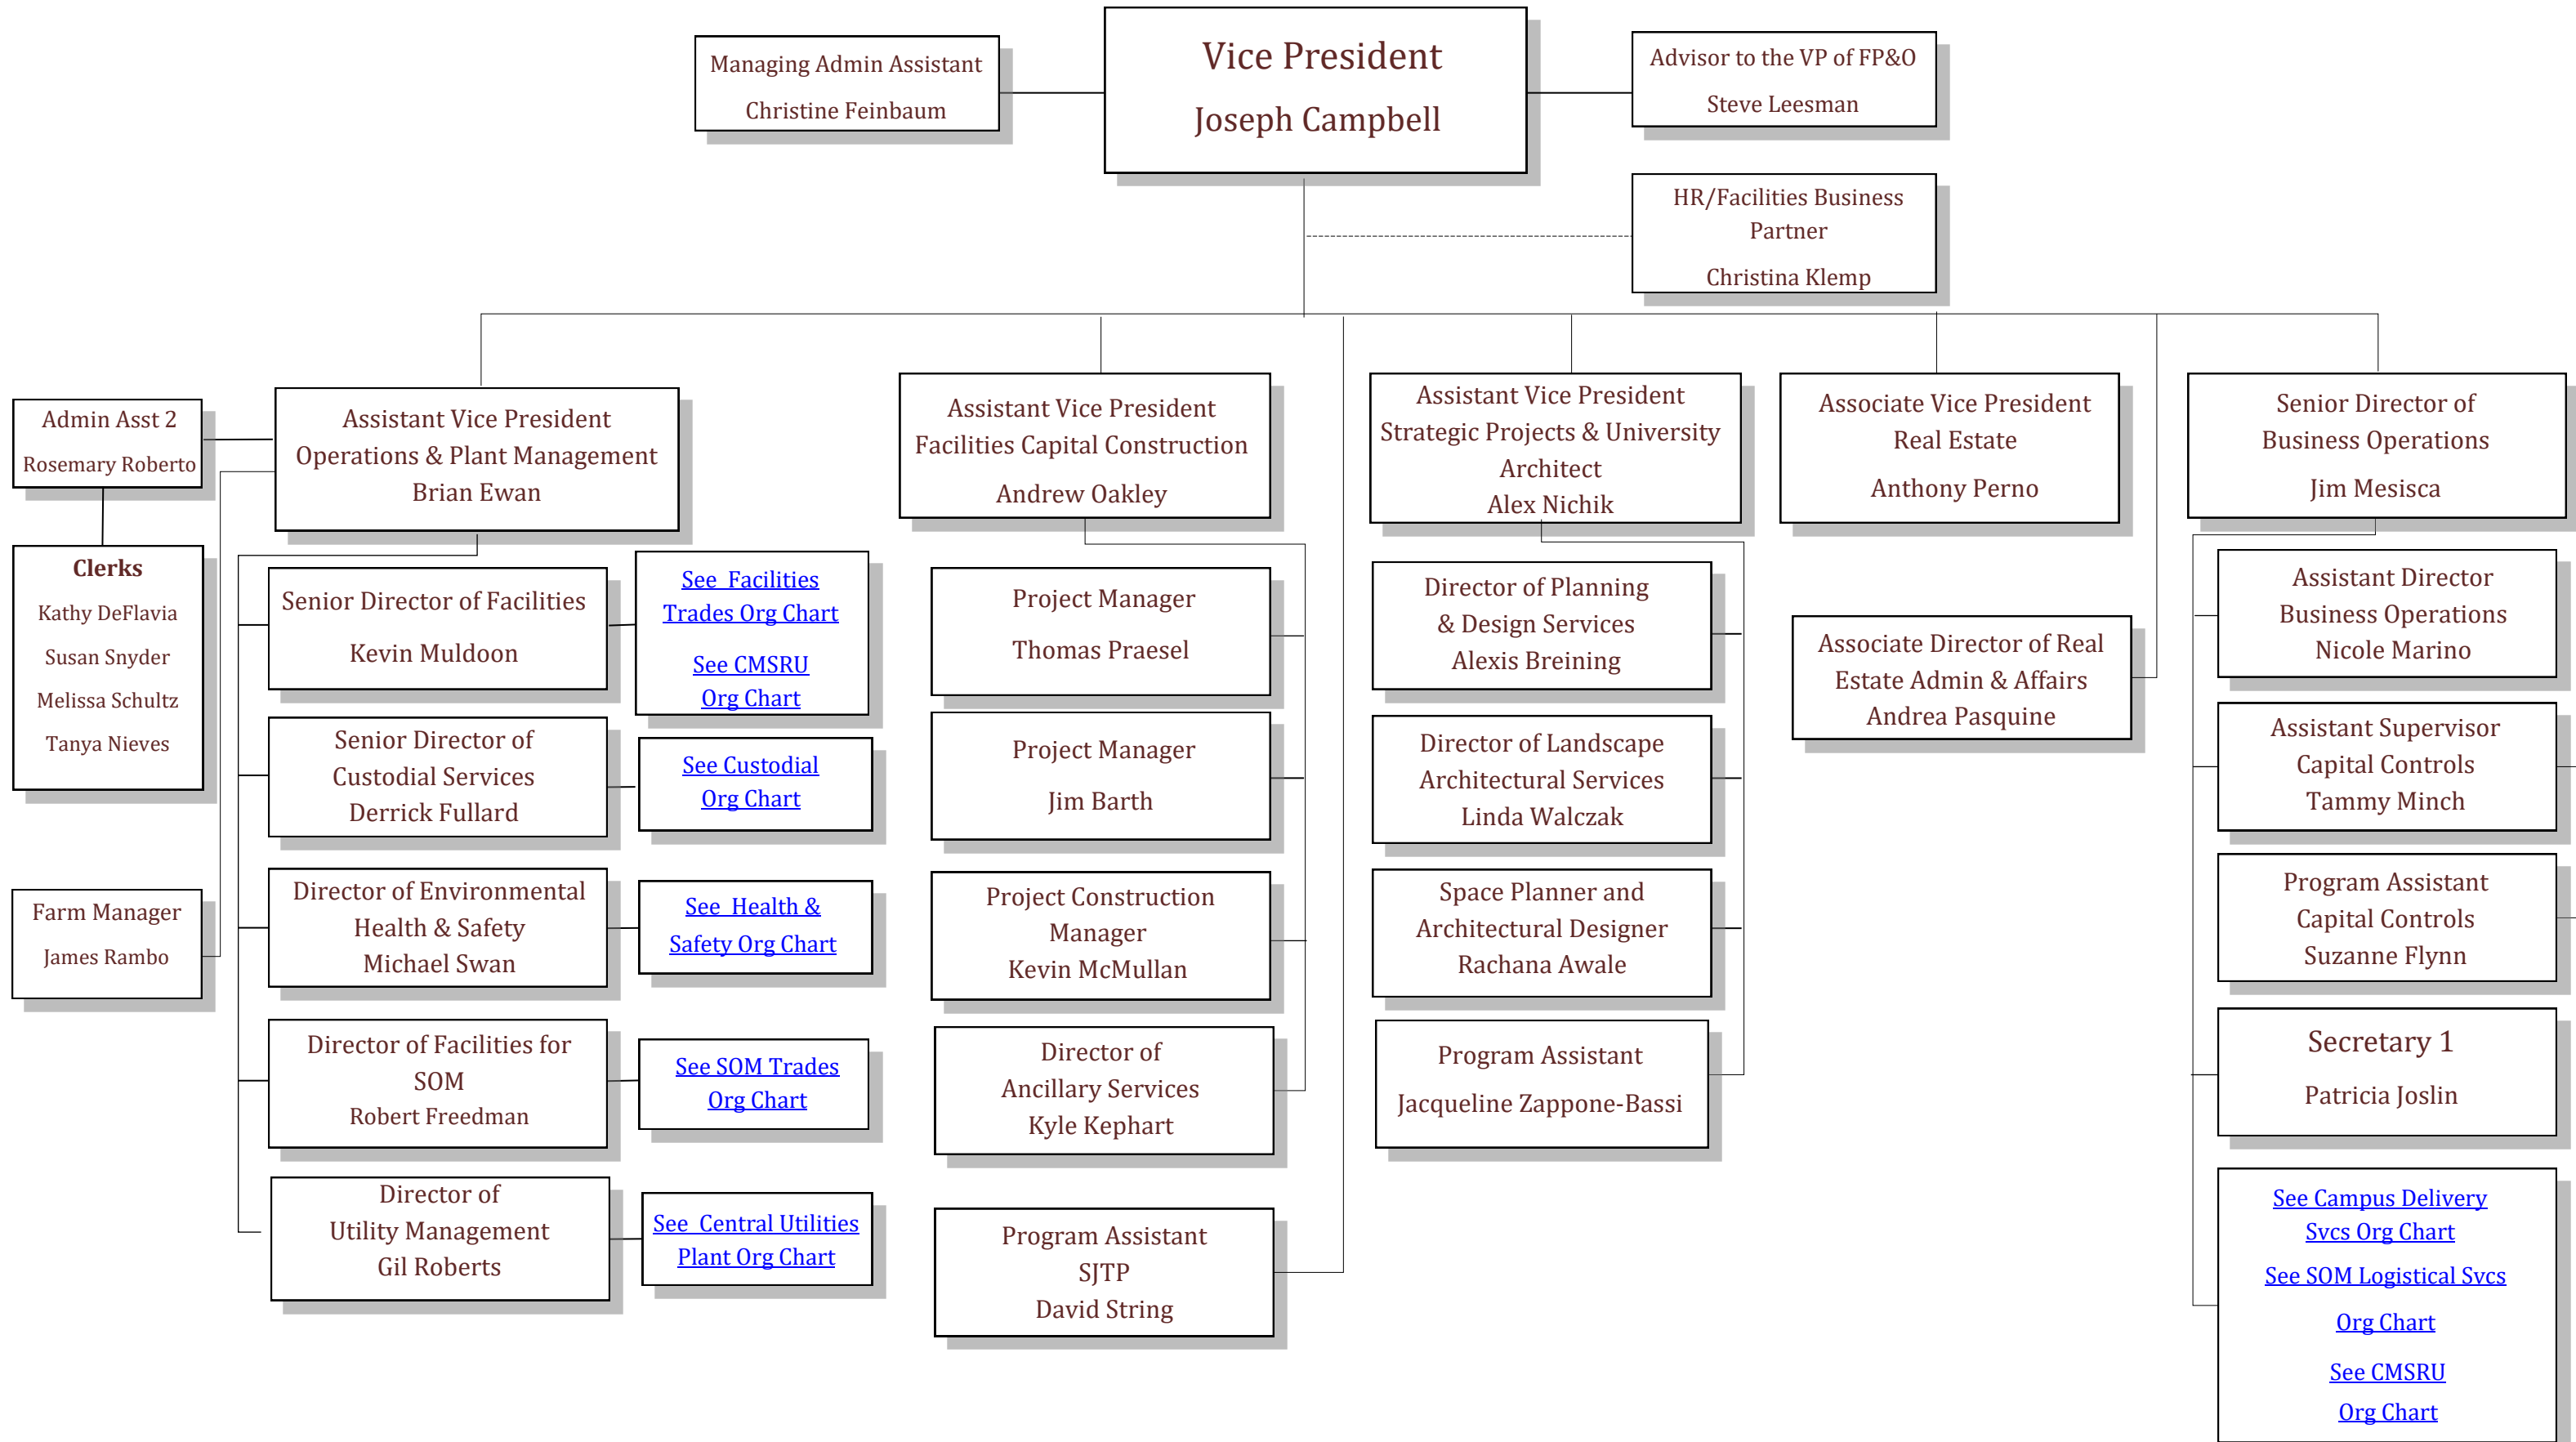 Vice President
Joseph Campbell
Managing Admin Assistant
Christine Feinbaum
Advisor to the VP of FP&O
Steve Leesman
HR/Facilities Business
Partner
Christina Klemp
Admin Asst 2
Rosemary Roberto
Clerks
Kathy DeFlavia
Susan Snyder
Melissa Schultz
Tanya Nieves
Farm Manager
James Rambo
Assistant Vice President
Operations & Plant Management
Brian Ewan
Senior Director of Facilities
Kevin Muldoon
See  Facilities
Trades Org Chart
See CMSRU
Org Chart
Senior Director of
Custodial Services
Derrick Fullard
See Custodial
Org Chart
Director of Environmental
Health & Safety
Michael Swan
See  Health &
Safety Org Chart
Director of Facilities for
SOM
Robert Freedman
See SOM Trades
Org Chart
Director of
Utility Management
Gil Roberts
See  Central Utilities
Plant Org Chart
Assistant Vice President
Facilities Capital Construction
Andrew Oakley
Project Manager
Thomas Praesel
Project Manager
Jim Barth
Project Construction
Manager
Kevin McMullan
Director of
Ancillary Services
Kyle Kephart
Program Assistant
SJTP
David String
Assistant Vice President
Strategic Projects & University
Architect
Alex Nichik
Director of Planning
& Design Services
Alexis Breining
Director of Landscape
Architectural Services
Linda Walczak
Space Planner and
Architectural Designer
Rachana Awale
Program Assistant
Jacqueline Zappone-Bassi
Associate Vice President
Real Estate
Anthony Perno
Associate Director of Real
Estate Admin & Affairs
Andrea Pasquine
Senior Director of
Business Operations
Jim Mesisca
Assistant Director
Business Operations
Nicole Marino
Assistant Supervisor
Capital Controls
Tammy Minch
Program Assistant
Capital Controls
Suzanne Flynn
Secretary 1
Patricia Joslin
See Campus Delivery
Svcs Org Chart
See SOM Logistical Svcs
Org Chart
See CMSRU
Org Chart